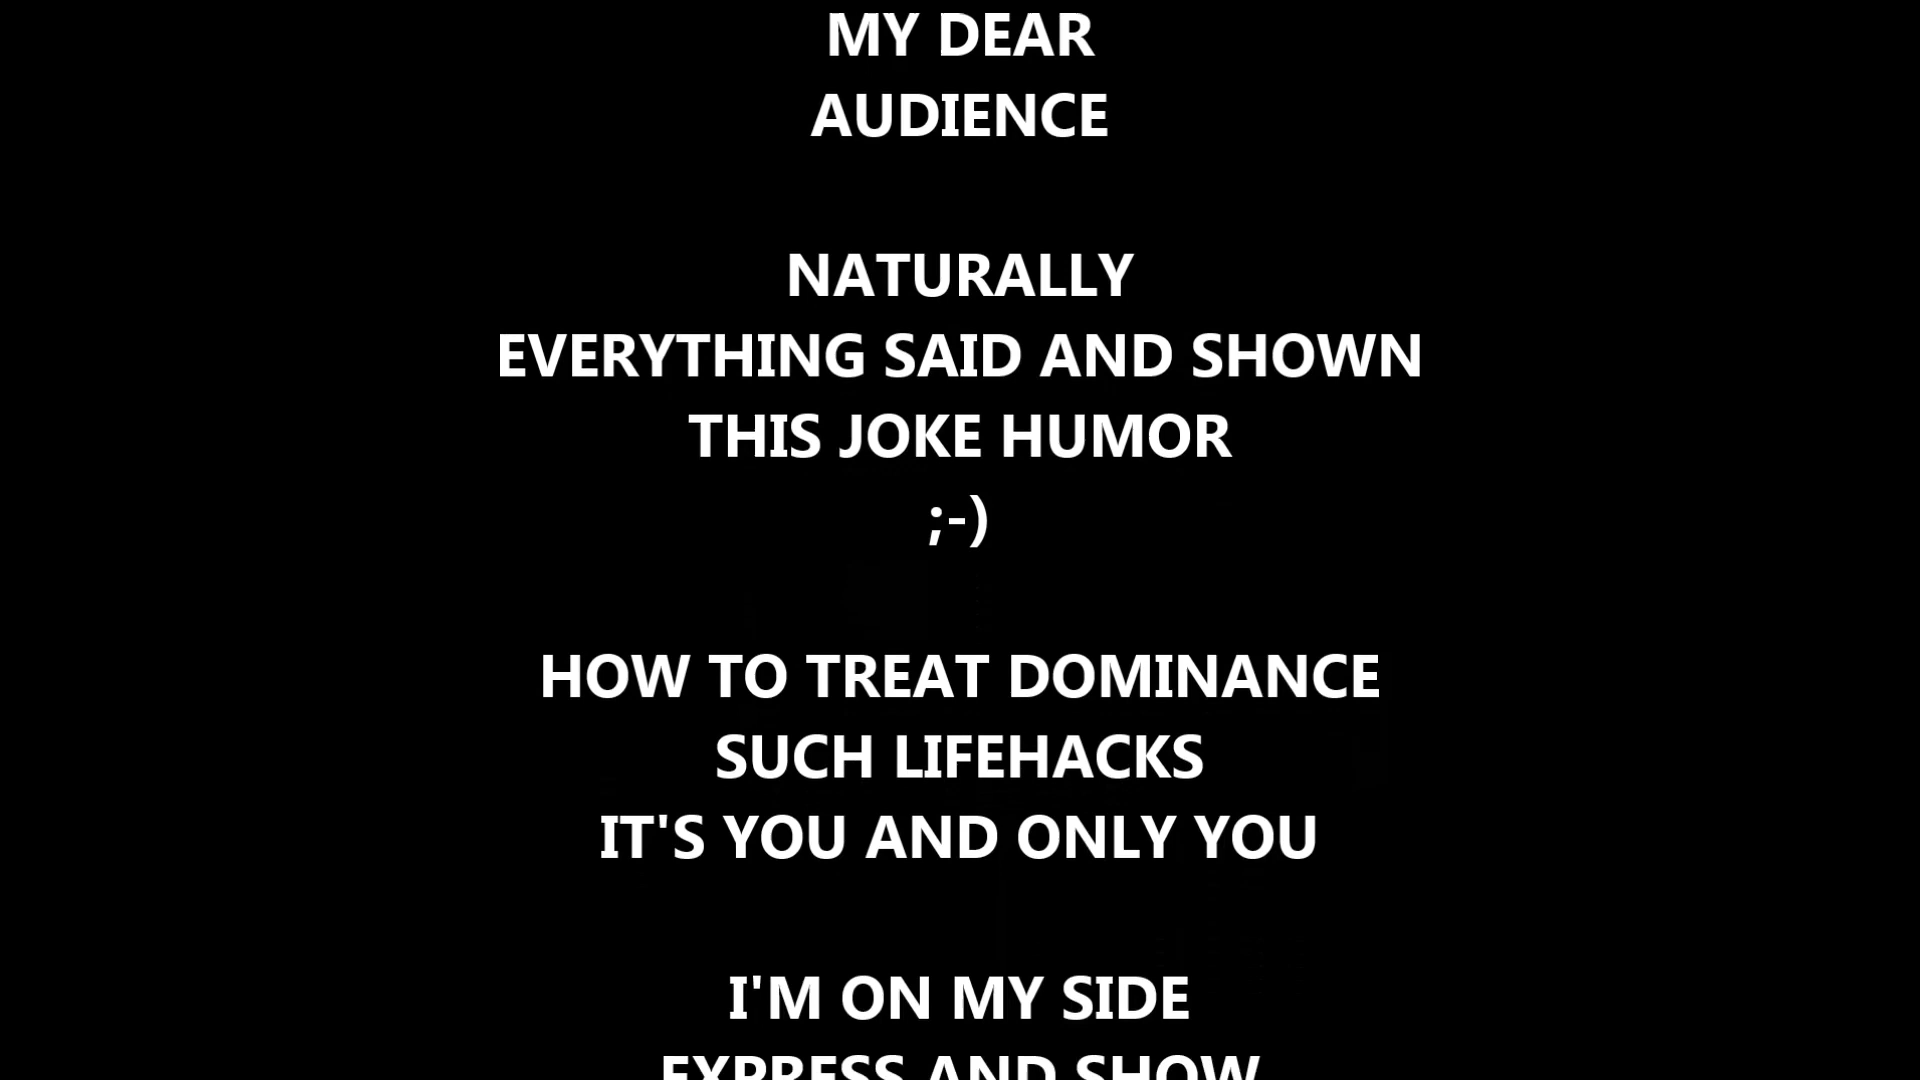 MY DEAR
AUDIENCE
NATURALLY
EVERYTHING SAID AND SHOWN
THIS JOKE HUMOR
;-)
HOW TO TREAT DOMINANCE
SUCH LIFEHACKS
IT'S YOU AND ONLY YOU
I'M ON MY SIDE
EXPRESS AND SHOW